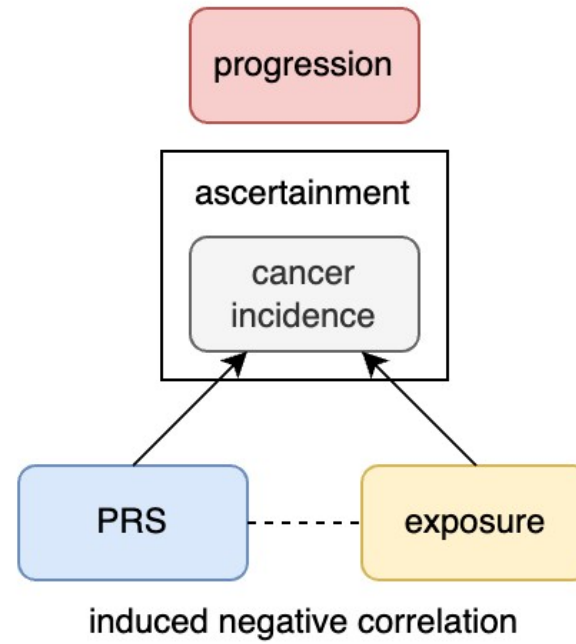 progression
ascertainment
cancer
incidence
PRS
exposure
induced negative correlation